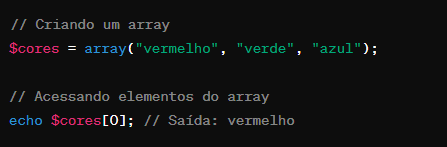 // Criando um array
$cores = array("vermelho", "verde", "azul");
// Acessando elementos do array
echo $cores[0]; // Saída: vermelho